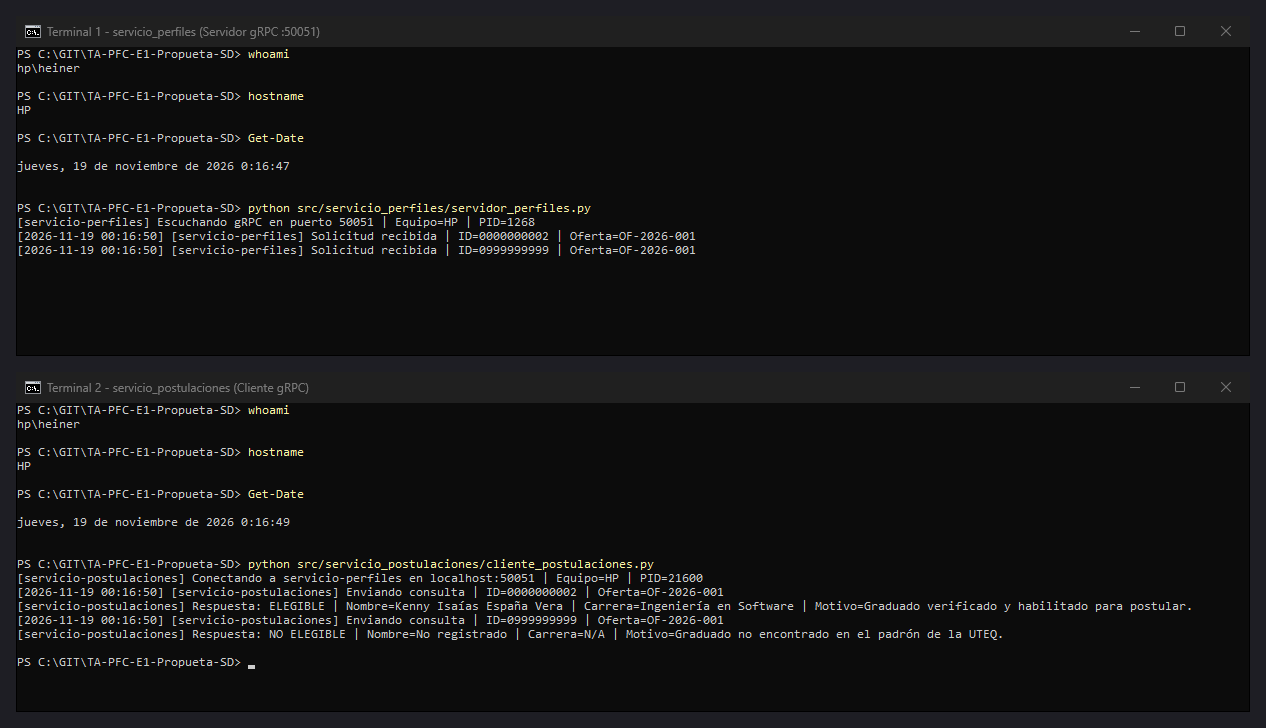 Terminal 1 - servicio_perfiles (Servidor gRPC :50051)
PS C:\GIT\TA-PFC-E1-Propueta-SD> whoami
hp\heiner
PS C:\GIT\TA-PFC-E1-Propueta-SD> hostname
HP
PS C:\GIT\TA-PFC-E1-Propueta-SD> Get-Date
jueves, 19 de noviembre de 2026 0:16:47
PS C:\GIT\TA-PFC-E1-Propueta-SD> python src/servicio_perfiles/servidor_perfiles.py
[servicio-perfiles] Escuchando gRPC en puerto 50051 | Equipo=HP | PID=1268
[2026-11-19 00:16:50] [servicio-perfiles] Solicitud recibida | ID=0000000002 | Oferta=OF-2026-001
[2026-11-19 00:16:50] [servicio-perfiles] Solicitud recibida | ID=0999999999 | Oferta=OF-2026-001
Terminal 2 - servicio_postulaciones (Cliente gRPC)
PS C:\GIT\TA-PFC-E1-Propueta-SD> whoami
hp\heiner
PS C:\GIT\TA-PFC-E1-Propueta-SD> hostname
HP
PS C:\GIT\TA-PFC-E1-Propueta-SD> Get-Date
jueves, 19 de noviembre de 2026 0:16:49
PS C:\GIT\TA-PFC-E1-Propueta-SD> python src/servicio_postulaciones/cliente_postulaciones.py
[servicio-postulaciones] Conectando a servicio-perfiles en localhost:50051 | Equipo=HP | PID=21600
[2026-11-19 00:16:50] [servicio-postulaciones] Enviando consulta | ID=0000000002 | Oferta=OF-2026-001
[servicio-postulaciones] Respuesta: ELEGIBLE | Nombre=Kenny Isaías España Vera | Carrera=Ingeniería en Software | Motivo=Graduado verificado y habilitado para postular.
[2026-11-19 00:16:50] [servicio-postulaciones] Enviando consulta | ID=0999999999 | Oferta=OF-2026-001
[servicio-postulaciones] Respuesta: NO ELEGIBLE | Nombre=No registrado | Carrera=N/A | Motivo=Graduado no encontrado en el padrón de la UTEQ.
PS C:\GIT\TA-PFC-E1-Propueta-SD>